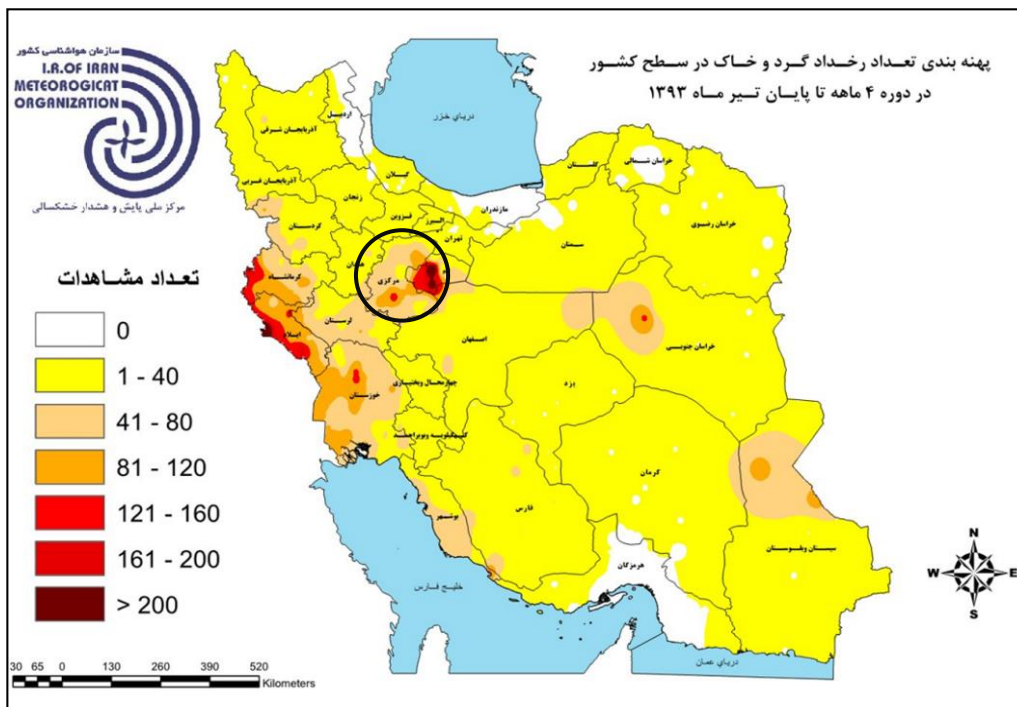 سازمان هواشناسی کشور
I.R.OF IRAN
METEOROGICAT
ORGANIZATION
مرکز ملی پایش و هشدار خشکسالی
پهنه بندی تعداد رخداد گرد و خاک در سطح کشور
در دوره ۴ ماهه تا پایان تیر ماه ۱۳۹۳
دریای خزر
اردبیل
آذربایجان شرقی
آذربایجان غربی
گیلان
زنجان
کردستان
قزوین
البرز
تهران
مازندران
گلستان
خراسان شمالی
خراسان رضوی
سمنان
همدان
مرکزی
کرمانشاه
لرستان
ایلام
اصفهان
خراسان جنوبی
یزد
چهارمحال وبختیاری
خوزستان
کهگیلویه وبویراحمد
کرمان
فارس
بوشهر
سیستان وبلوچستان
هرمزگان
خلیج فارس
دریای عمان
تعداد مشاهدات
0
1 - 40
41 - 80
81 - 120
121 - 160
161 - 200
> 200
N
W E
S
30 65 0 130 260 390 520
Kilometers